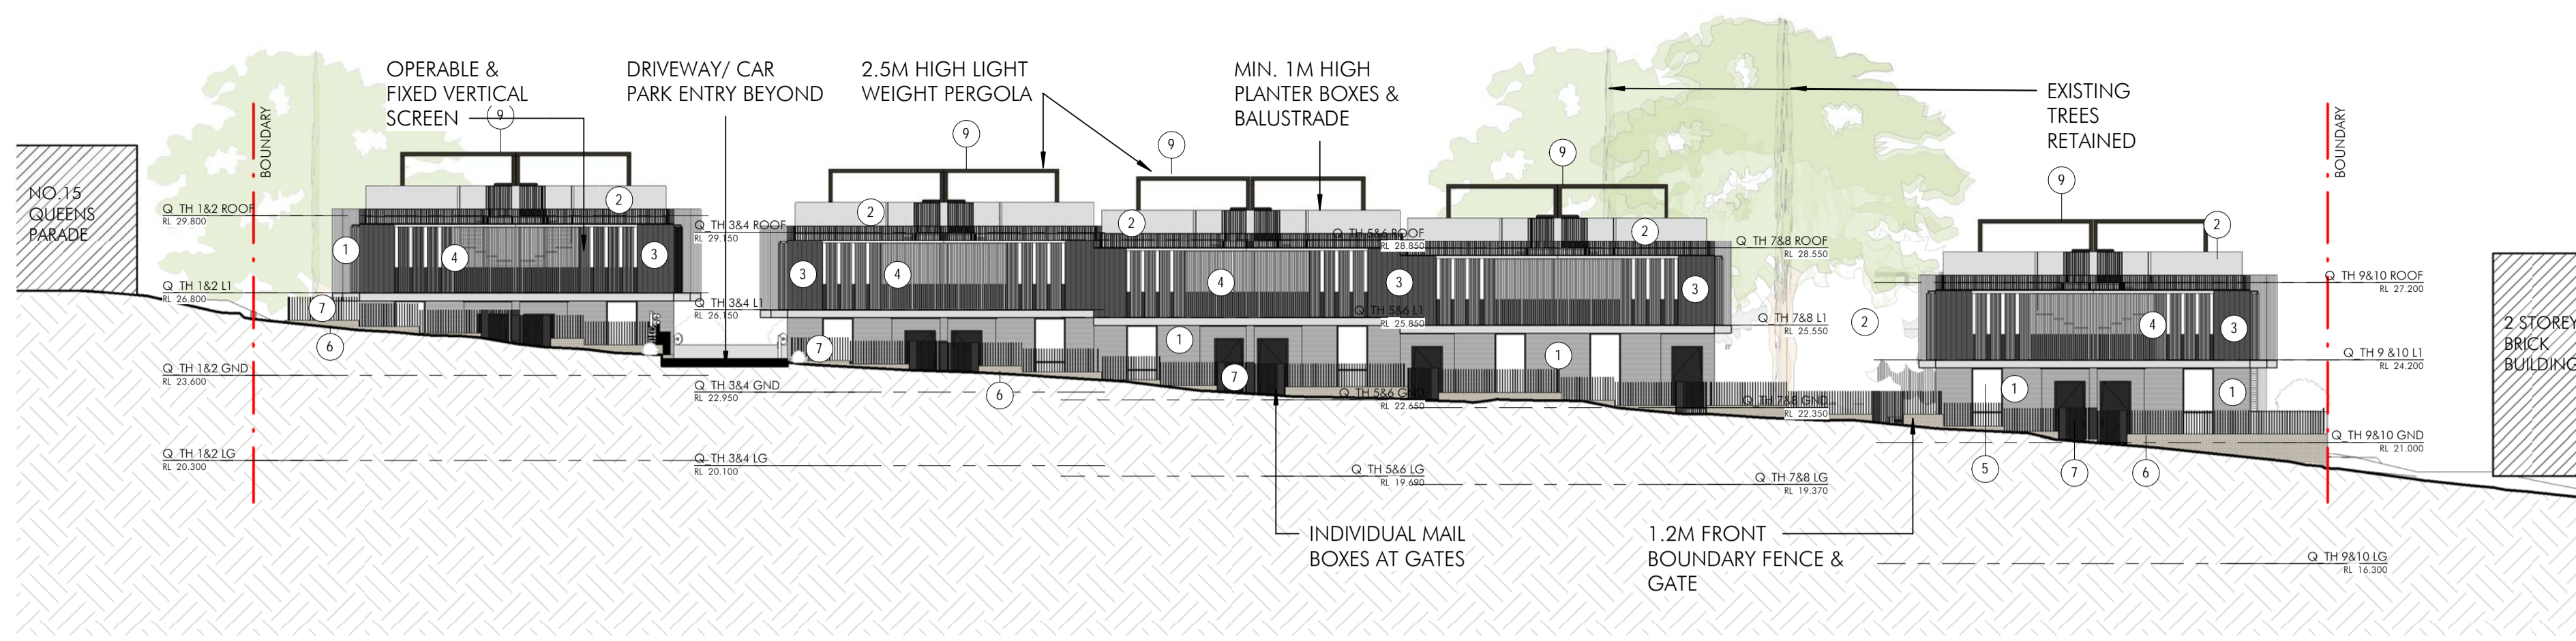 OPERABLE &
FIXED VERTICAL
SCREEN
DRIVEWAY/ CAR
PARK ENTRY BEYOND
2.5M HIGH LIGHT
WEIGHT PERGOLA
MIN. 1M HIGH
PLANTER BOXES &
BALUSTRADE
EXISTING
TREES
RETAINED
BOUNDARY
BOUNDARY
NO.15
QUEENS
PARADE
2 STOREY
BRICK
BUILDING
9
9
9
9
9
Q TH 1&2 ROOF
RL 29.800
Q TH 1&2 L1
RL 26.800
Q TH 1&2 GND
RL 23.600
Q TH 1&2 LG
RL 20.300
1
2
3
4
7
6
Q TH 3&4 ROOF
RL 29.150
Q TH 3&4 L1
RL 26.150
Q TH 3&4 GND
RL 22.950
Q TH 3&4 LG
RL 20.100
2
3
4
7
6
Q TH 5&6 ROOF
RL 28.850
Q TH 5&6 L1
RL 25.850
Q TH 5&6 GND
RL 22.650
Q TH 5&6 LG
RL 19.690
2
4
3
1
7
Q TH 7&8 ROOF
RL 28.550
Q TH 7&8 L1
RL 25.550
Q TH 7&8 GND
RL 22.350
Q TH 7&8 LG
RL 19.370
2
3
1
2
Q TH 9&10 ROOF
RL 27.200
Q TH 9 &10 L1
RL 24.200
Q TH 9&10 GND
RL 21.000
Q TH 9&10 LG
RL 16.300
2
4
3
1
1
5
7
6
INDIVIDUAL MAIL
BOXES AT GATES
1.2M FRONT
BOUNDARY FENCE &
GATE